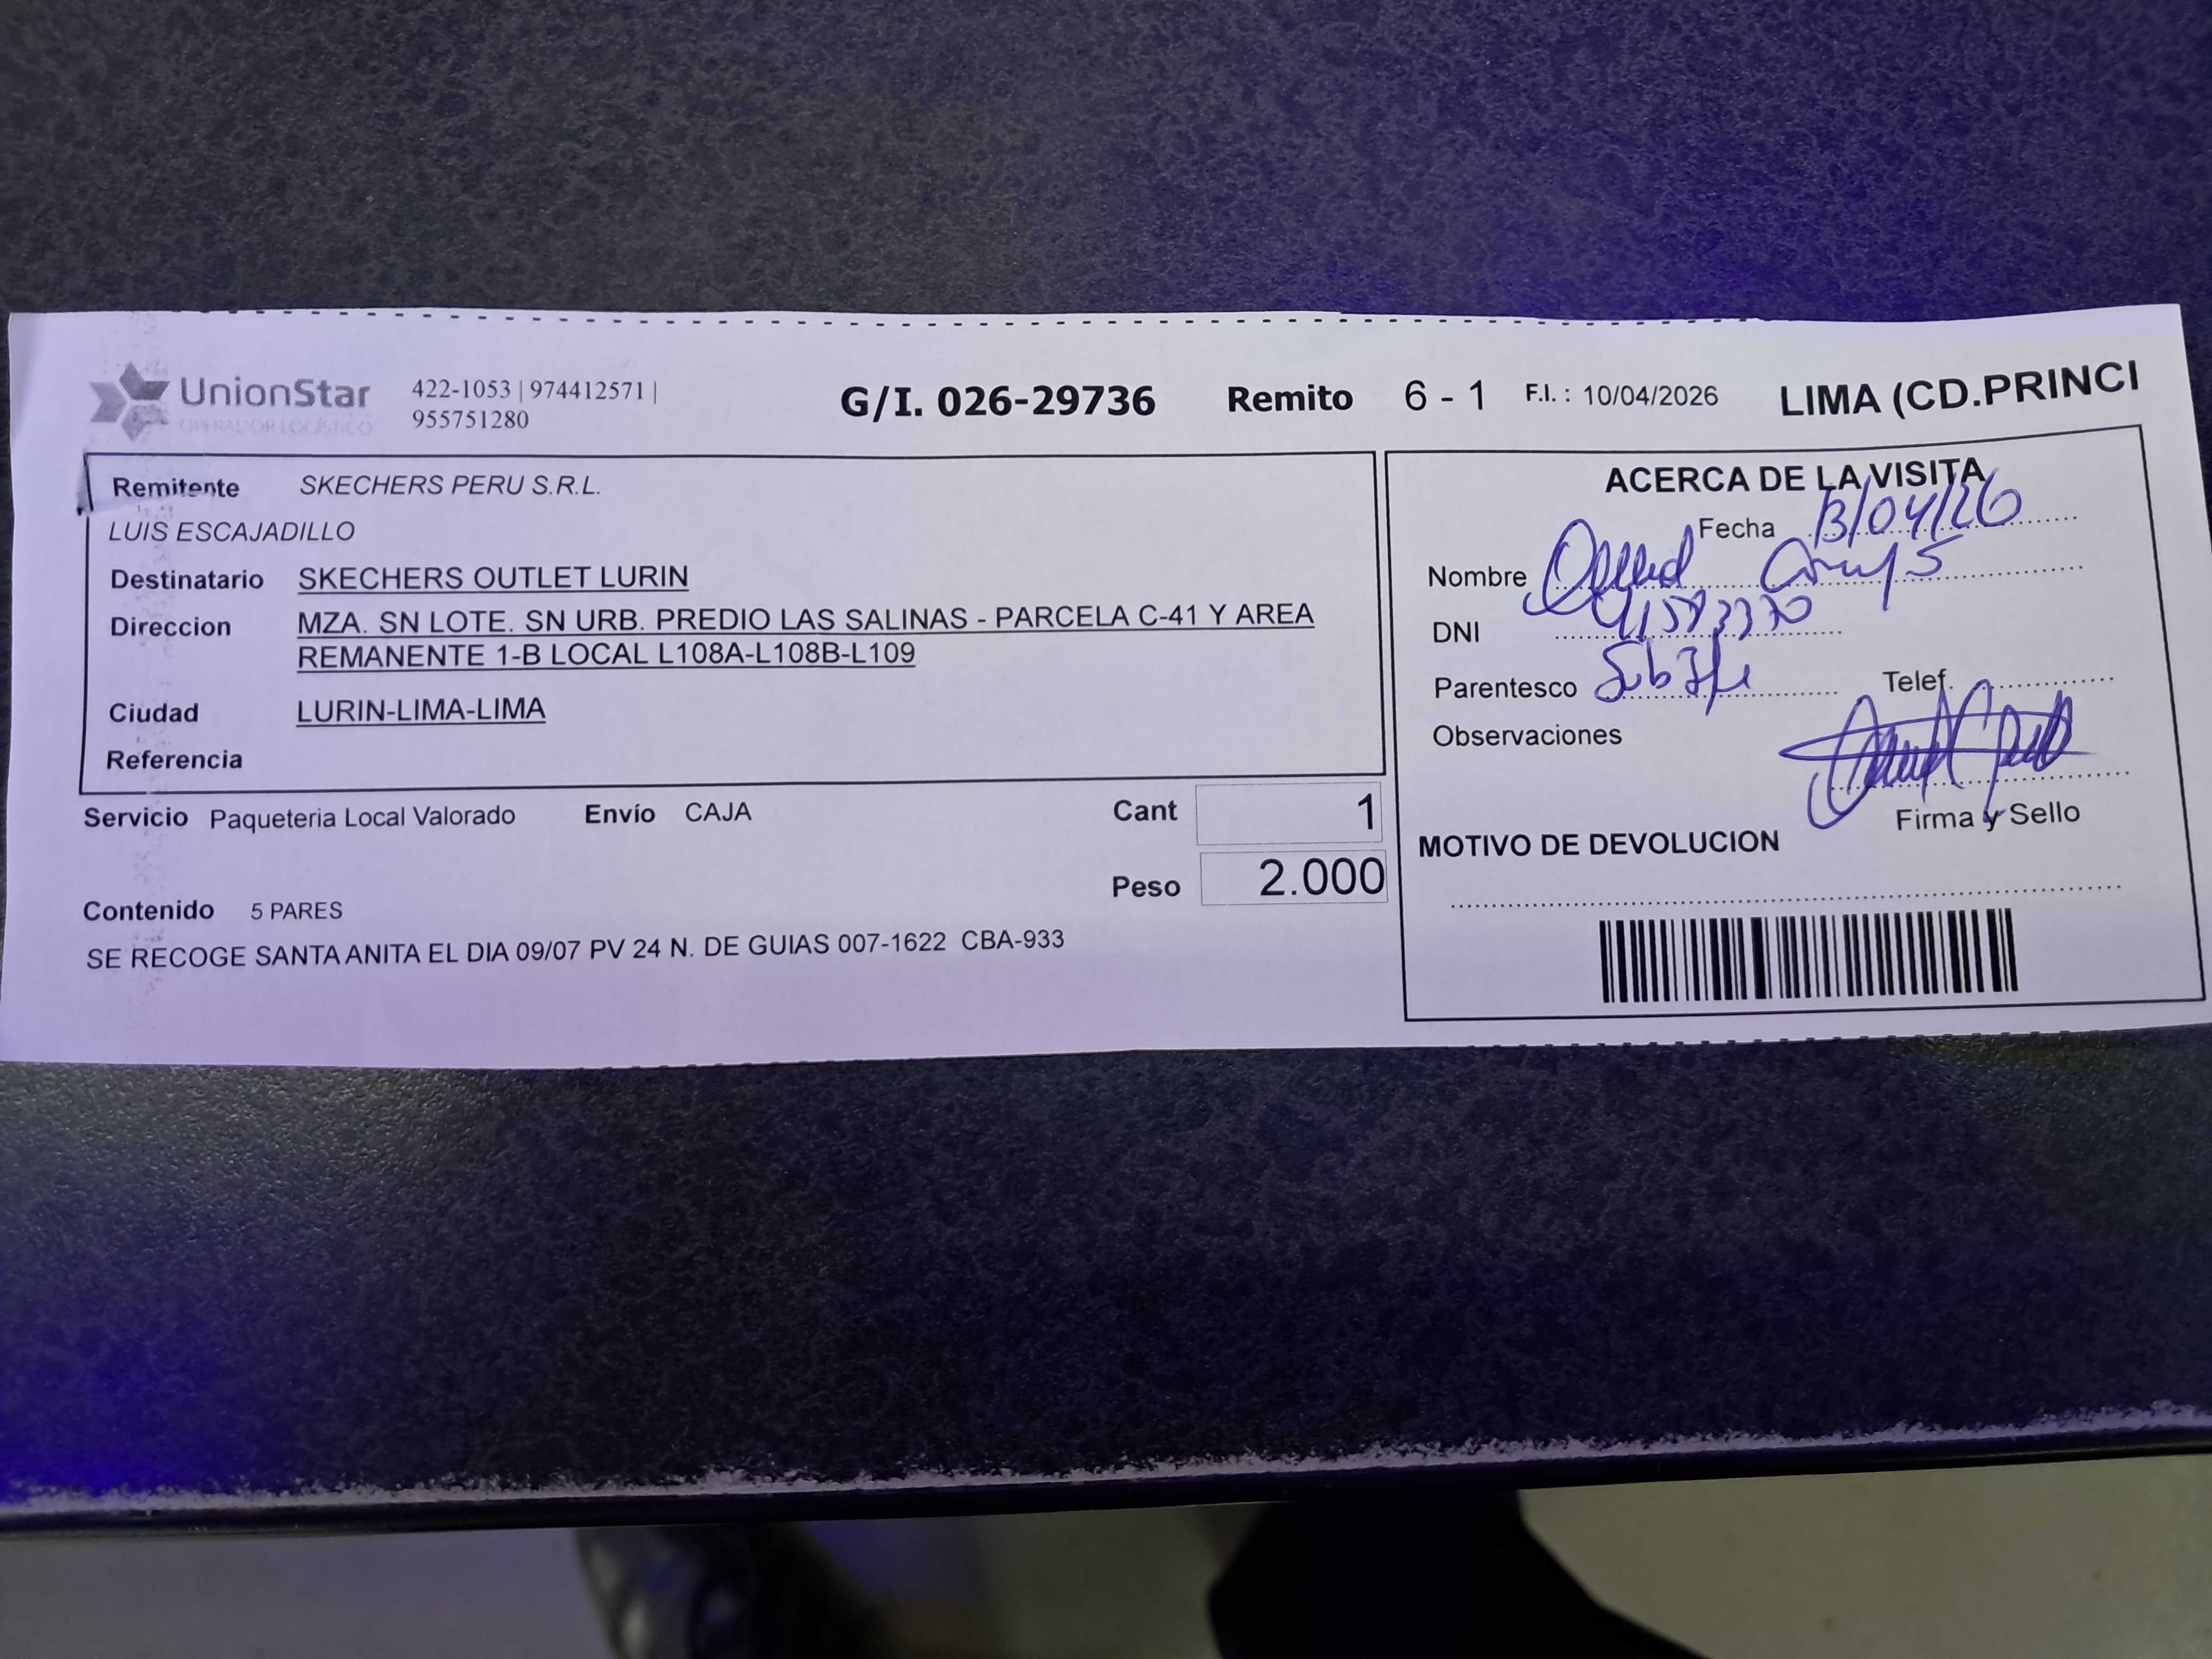 UnionStar
OPERADOR LOGÍSTICO
422-1053 | 974412571 |
955751280
G/I. 026-29736 Remito 6 - 1 F.I. : 10/04/2026 LIMA (CD.PRINCI
Remitente SKECHERS PERU S.R.L.
LUIS ESCAJADILLO
Destinatario SKECHERS OUTLET LURIN
Direccion MZA. SN LOTE. SN URB. PREDIO LAS SALINAS - PARCELA C-41 Y AREA
REMANENTE 1-B LOCAL L108A-L108B-L109
Ciudad LURIN-LIMA-LIMA
Referencia
Servicio Paqueteria Local Valorado Envío CAJA
Cant 1
Peso 2.000
Contenido 5 PARES
SE RECOGE SANTA ANITA EL DIA 09/07 PV 24 N. DE GUIAS 007-1622 CBA-933
ACERCA DE LA VISITA
Fecha 13/04/26
Nombre
DNI
Parentesco
Telef.
Observaciones
Firma y Sello
MOTIVO DE DEVOLUCION